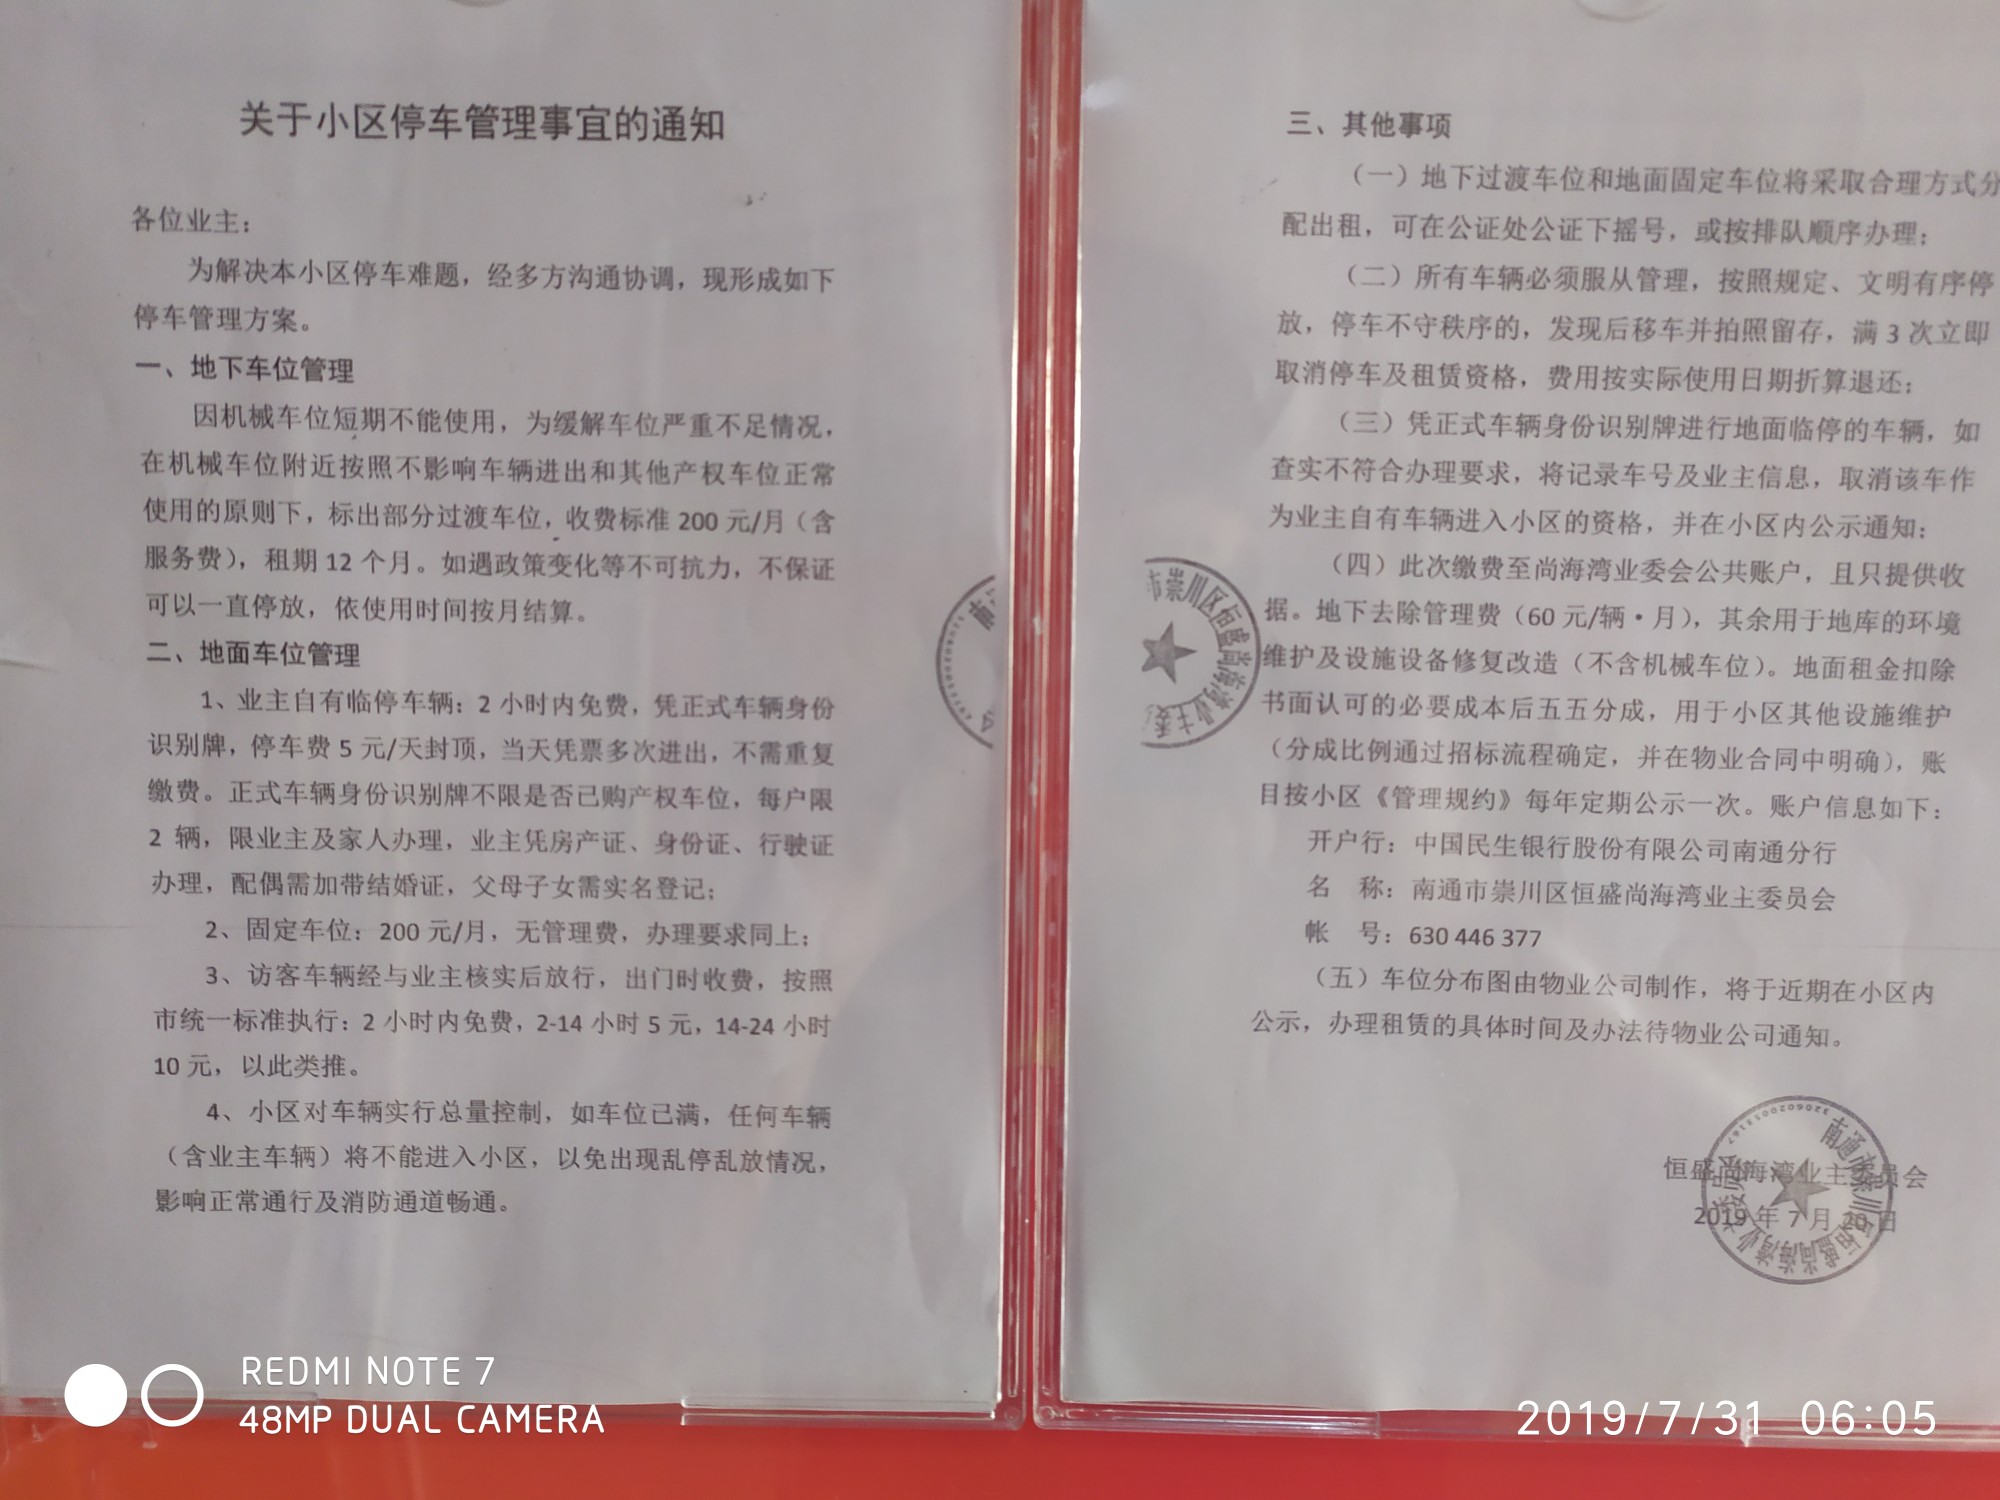 关于小区停车管理事宜的通知
各位业主:
为解决本小区停车难题，经多方沟通协调，现形成如下
停车管理方案。
一、地下车位管理
因机械车位短期不能使用，为缓解车位严重不足情况，
在机械车位附近按照不影响车辆进出和其他产权车位正常
使用的原则下，标出部分过渡车位，收费标准 200 元/月（含
服务费），租期 12 个月。如遇政策变化等不可抗力，不保证
可以一直停放，依使用时间按月结算。
二、地面车位管理
1、业主自有临停车辆: 2 小时内免费，凭正式车辆身份
识别牌，停车费 5 元/天封顶，当天凭票多次进出，不需重复
缴费。正式车辆身份识别牌不限是否已购产权车位，每户限
2 辆，限业主及家人办理，业主凭房产证、身份证、行驶证
办理，配偶需加带结婚证，父母子女需实名登记；
2、固定车位: 200 元/月，无管理费，办理要求同上；
3、访客车辆经与业主核实后放行，出门时收费，按照
市统一标准执行: 2 小时内免费，2-14 小时 5 元，14-24 小时
10 元，以此类推。
4、小区对车辆实行总量控制，如车位已满，任何车辆
（含业主车辆）将不能进入小区，以免出现乱停乱放情况，
影响正常通行及消防通道畅通。
三、其他事项
（一）地下过渡车位和地面固定车位将采取合理方式分
配出租，可在公证处公证下摇号，或按排队顺序办理；
（二）所有车辆必须服从管理，按照规定、文明有序停
放，停车不守秩序的，发现后移车并拍照留存，满 3 次立即
取消停车及租赁资格，费用按实际使用日期折算退还；
（三）凭正式车辆身份识别牌进行地面临停的车辆，如
查实不符合办理要求，将记录车号及业主信息，取消该车作
为业主自有车辆进入小区的资格，并在小区内公示通知；
（四）此次缴费至尚海湾业委会公共账户，且只提供收
据。地下去除管理费（60 元/辆·月），其余用于地库的环境
维护及设施设备修复改造（不含机械车位）。地面租金扣除
书面认可的必要成本后五五分成，用于小区其他设施维护
（分成比例通过招标流程确定，并在物业合同中明确），账
目按小区《管理规约》每年定期公示一次。账户信息如下:
开户行: 中国民生银行股份有限公司南通分行
名 称: 南通市崇川区恒盛尚海湾业主委员会
帐 号: 630 446 377
（五）车位分布图由物业公司制作，将于近期在小区内
公示，办理租赁的具体时间及办法待物业公司通知。
恒盛尚海湾业主委员会
2019 年 7 月 20 日
市崇川区恒盛尚海湾业主委
南通市崇川区恒盛尚海湾业主委员会
REDMI NOTE 7
48MP DUAL CAMERA
2019/7/31 06:05